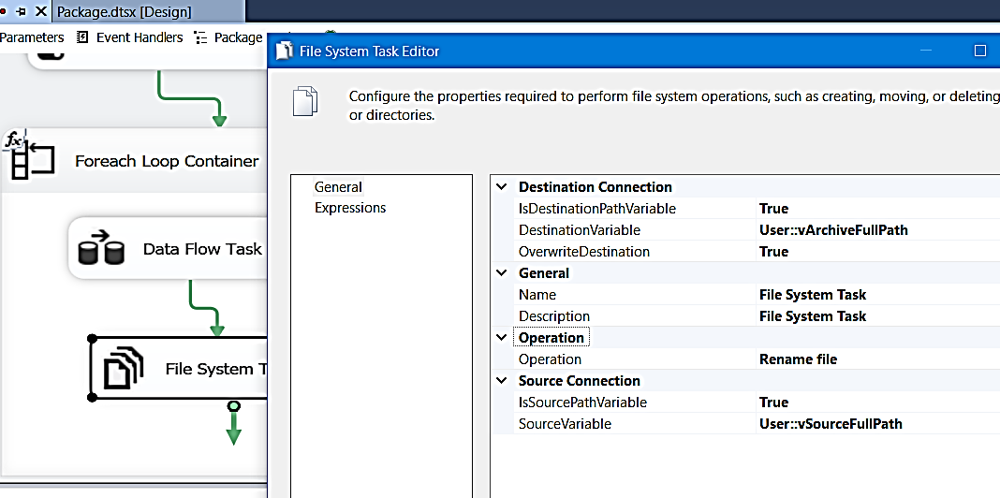 Package.dtsx [Design]
Parameters Event Handlers Package
File System Task Editor
Configure the properties required to perform file system operations, such as creating, moving, or deleting
or directories.
Foreach Loop Container
Data Flow Task
File System T
General
Expressions
Destination Connection
IsDestinationPathVariable True
DestinationVariable User::vArchiveFullPath
OverwriteDestination True
General
Name File System Task
Description File System Task
Operation
Operation Rename file
Source Connection
IsSourcePathVariable True
SourceVariable User::vSourceFullPath